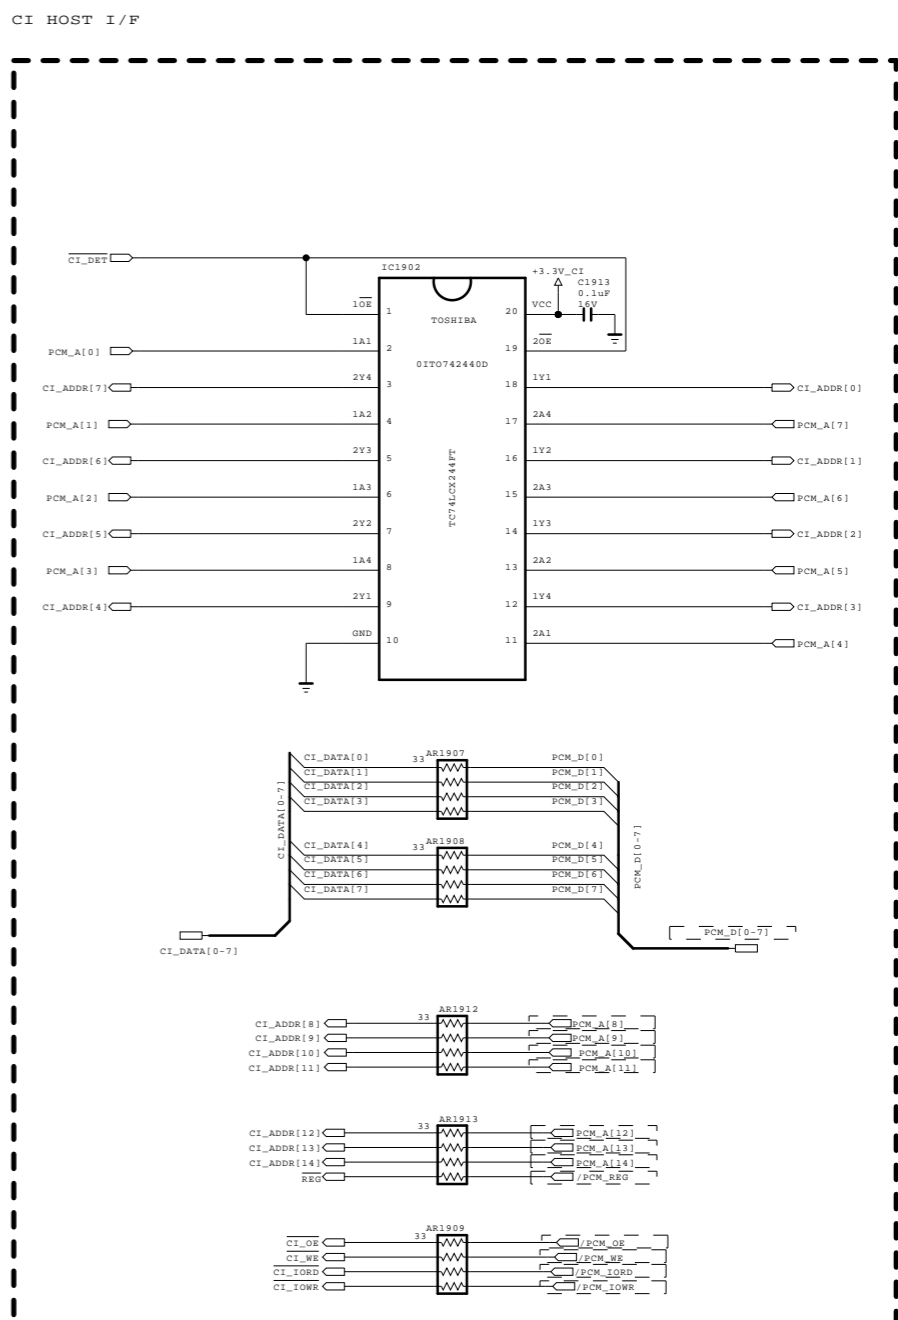 CI HOST I/F
CI_DET
IC1902
+3.3V_CI
C1913
0.1uF
16V
1OE 1 20 VCC
TOSHIBA
PCM_A[0] 1A1 2 19 2OE
0ITO742440D
CI_ADDR[7] 2Y4 3 18 1Y1 CI_ADDR[0]
PCM_A[1] 1A2 4 17 2A4 PCM_A[7]
CI_ADDR[6] 2Y3 5 16 1Y2 CI_ADDR[1]
TC74LCX244FT
PCM_A[2] 1A3 6 15 2A3 PCM_A[6]
CI_ADDR[5] 2Y2 7 14 1Y3 CI_ADDR[2]
PCM_A[3] 1A4 8 13 2A2 PCM_A[5]
CI_ADDR[4] 2Y1 9 12 1Y4 CI_ADDR[3]
GND 10 11 2A1 PCM_A[4]
33 AR1907
CI_DATA[0] PCM_D[0]
CI_DATA[1] PCM_D[1]
CI_DATA[2] PCM_D[2]
CI_DATA[3] PCM_D[3]
CI_DATA[0-7]
PCM_D[0-7]
33 AR1908
CI_DATA[4] PCM_D[4]
CI_DATA[5] PCM_D[5]
CI_DATA[6] PCM_D[6]
CI_DATA[7] PCM_D[7]
PCM_D[0-7]
CI_DATA[0-7]
33 AR1912
CI_ADDR[8] PCM_A[8]
CI_ADDR[9] PCM_A[9]
CI_ADDR[10] PCM_A[10]
CI_ADDR[11] PCM_A[11]
33 AR1913
CI_ADDR[12] PCM_A[12]
CI_ADDR[13] PCM_A[13]
CI_ADDR[14] PCM_A[14]
REG /PCM_REG
33 AR1909
CI_OE /PCM_OE
CI_WE /PCM_WE
CI_IORD /PCM_IORD
CI_IOWR /PCM_IOWR